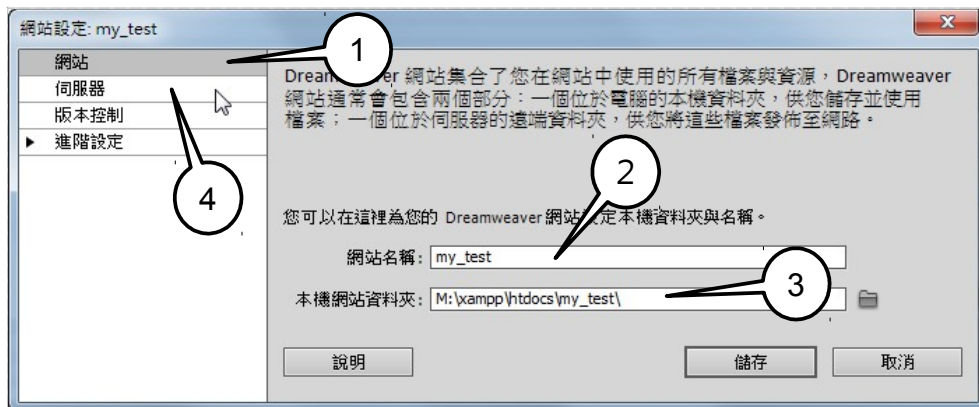 網站設定: my_test
網站
伺服器
版本控制
進階設定
1
4
Dreamweaver 網站集合了您在網站中使用的所有檔案與資源，Dreamweaver
網站通常會包含兩個部分：一個位於電腦的本機資料夾，供您儲存並使用
檔案；一個位於伺服器的遠端資料夾，供您將這些檔案發佈至網路。
2
您可以在這裡為您的 Dreamweaver 網站設定本機資料夾與名稱。
網站名稱: my_test
本機網站資料夾: M:\xampp\htdocs\my_test\
3
說明
儲存
取消